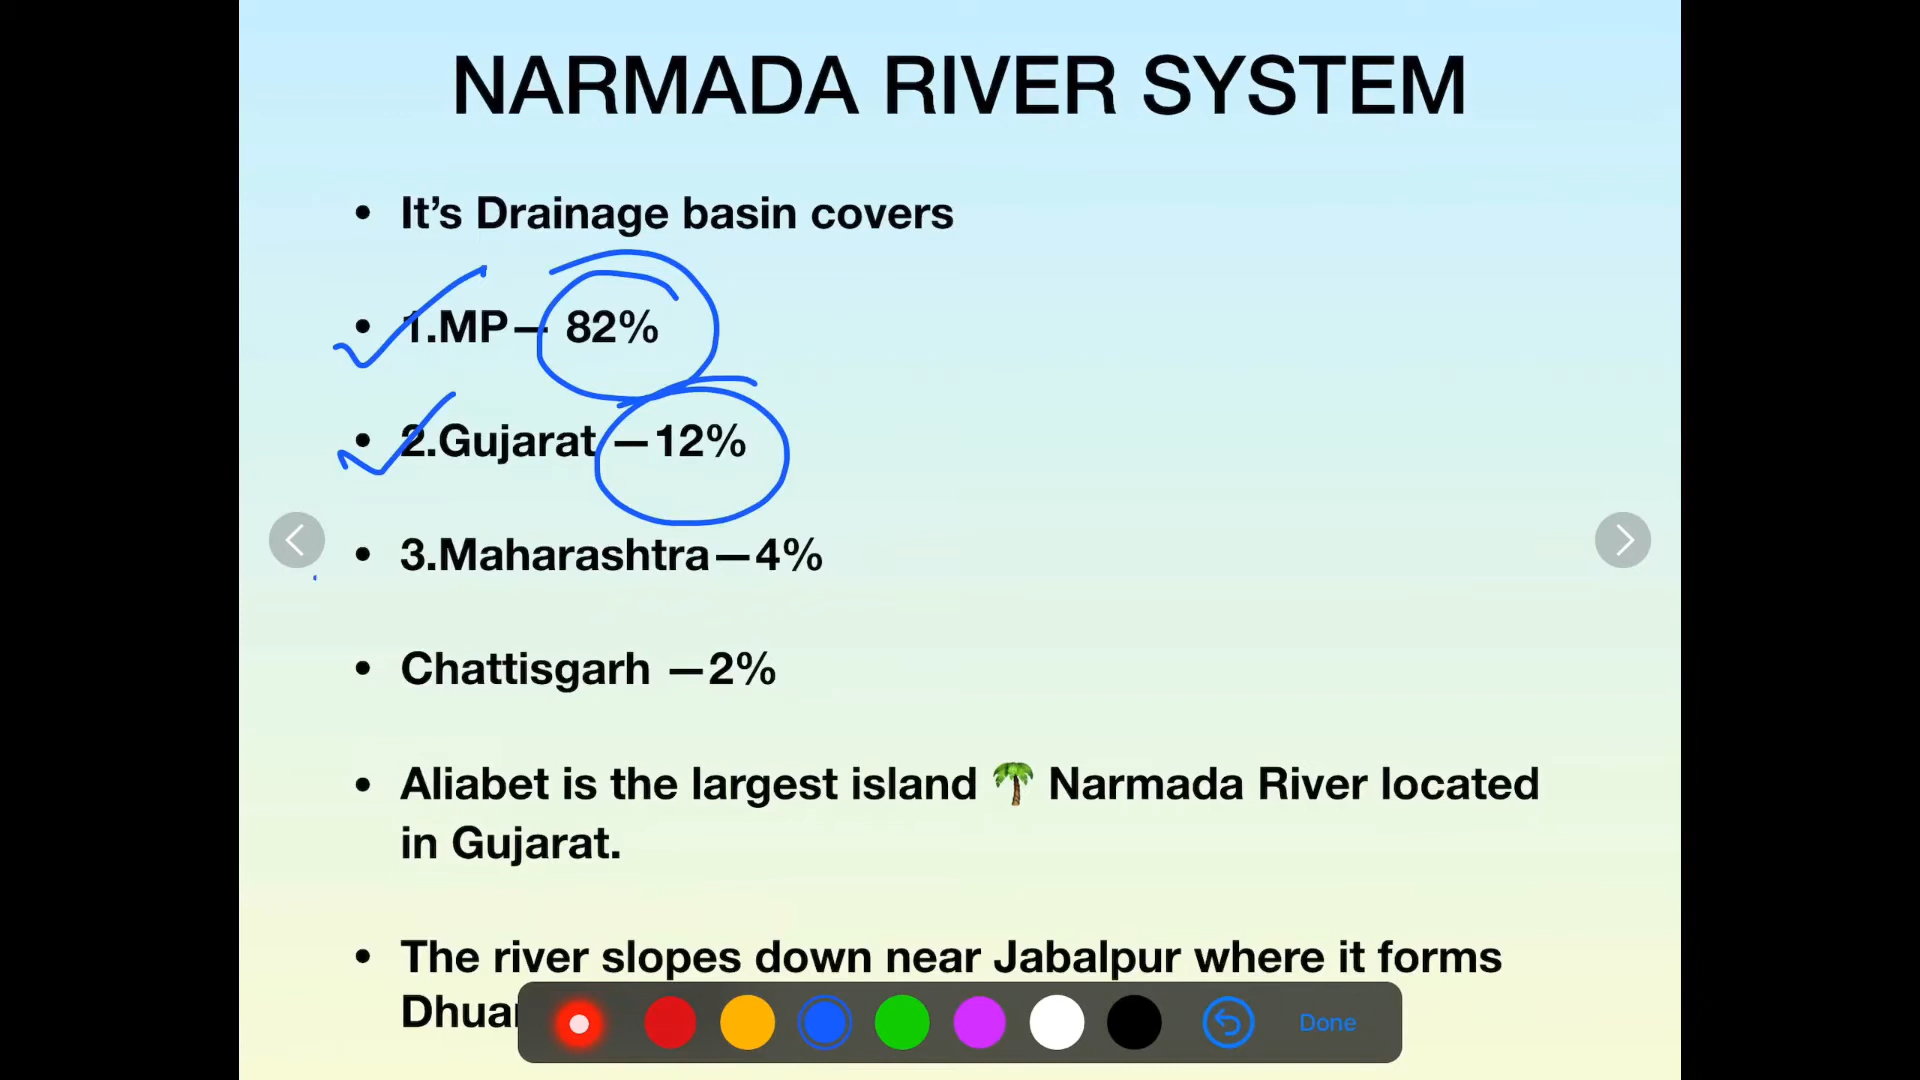 NARMADA RIVER SYSTEM
• It’s Drainage basin covers
• 1.MP— 82%
• 2.Gujarat —12%
• 3.Maharashtra—4%
• Chattisgarh —2%
• Aliabet is the largest island 🌴 Narmada River located
in Gujarat.
• The river slopes down near Jabalpur where it forms
Done